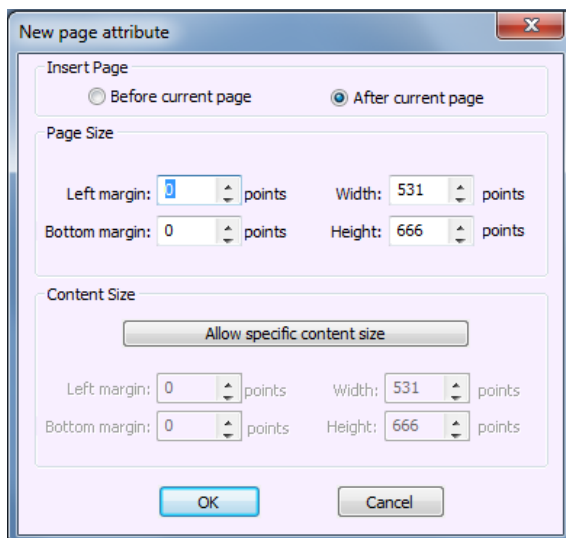 New page attribute
Insert Page
Before current page After current page
Page Size
Left margin: 0 points Width: 531 points
Bottom margin: 0 points Height: 666 points
Content Size
Allow specific content size
Left margin: 0 points Width: 531 points
Bottom margin: 0 points Height: 666 points
OK Cancel